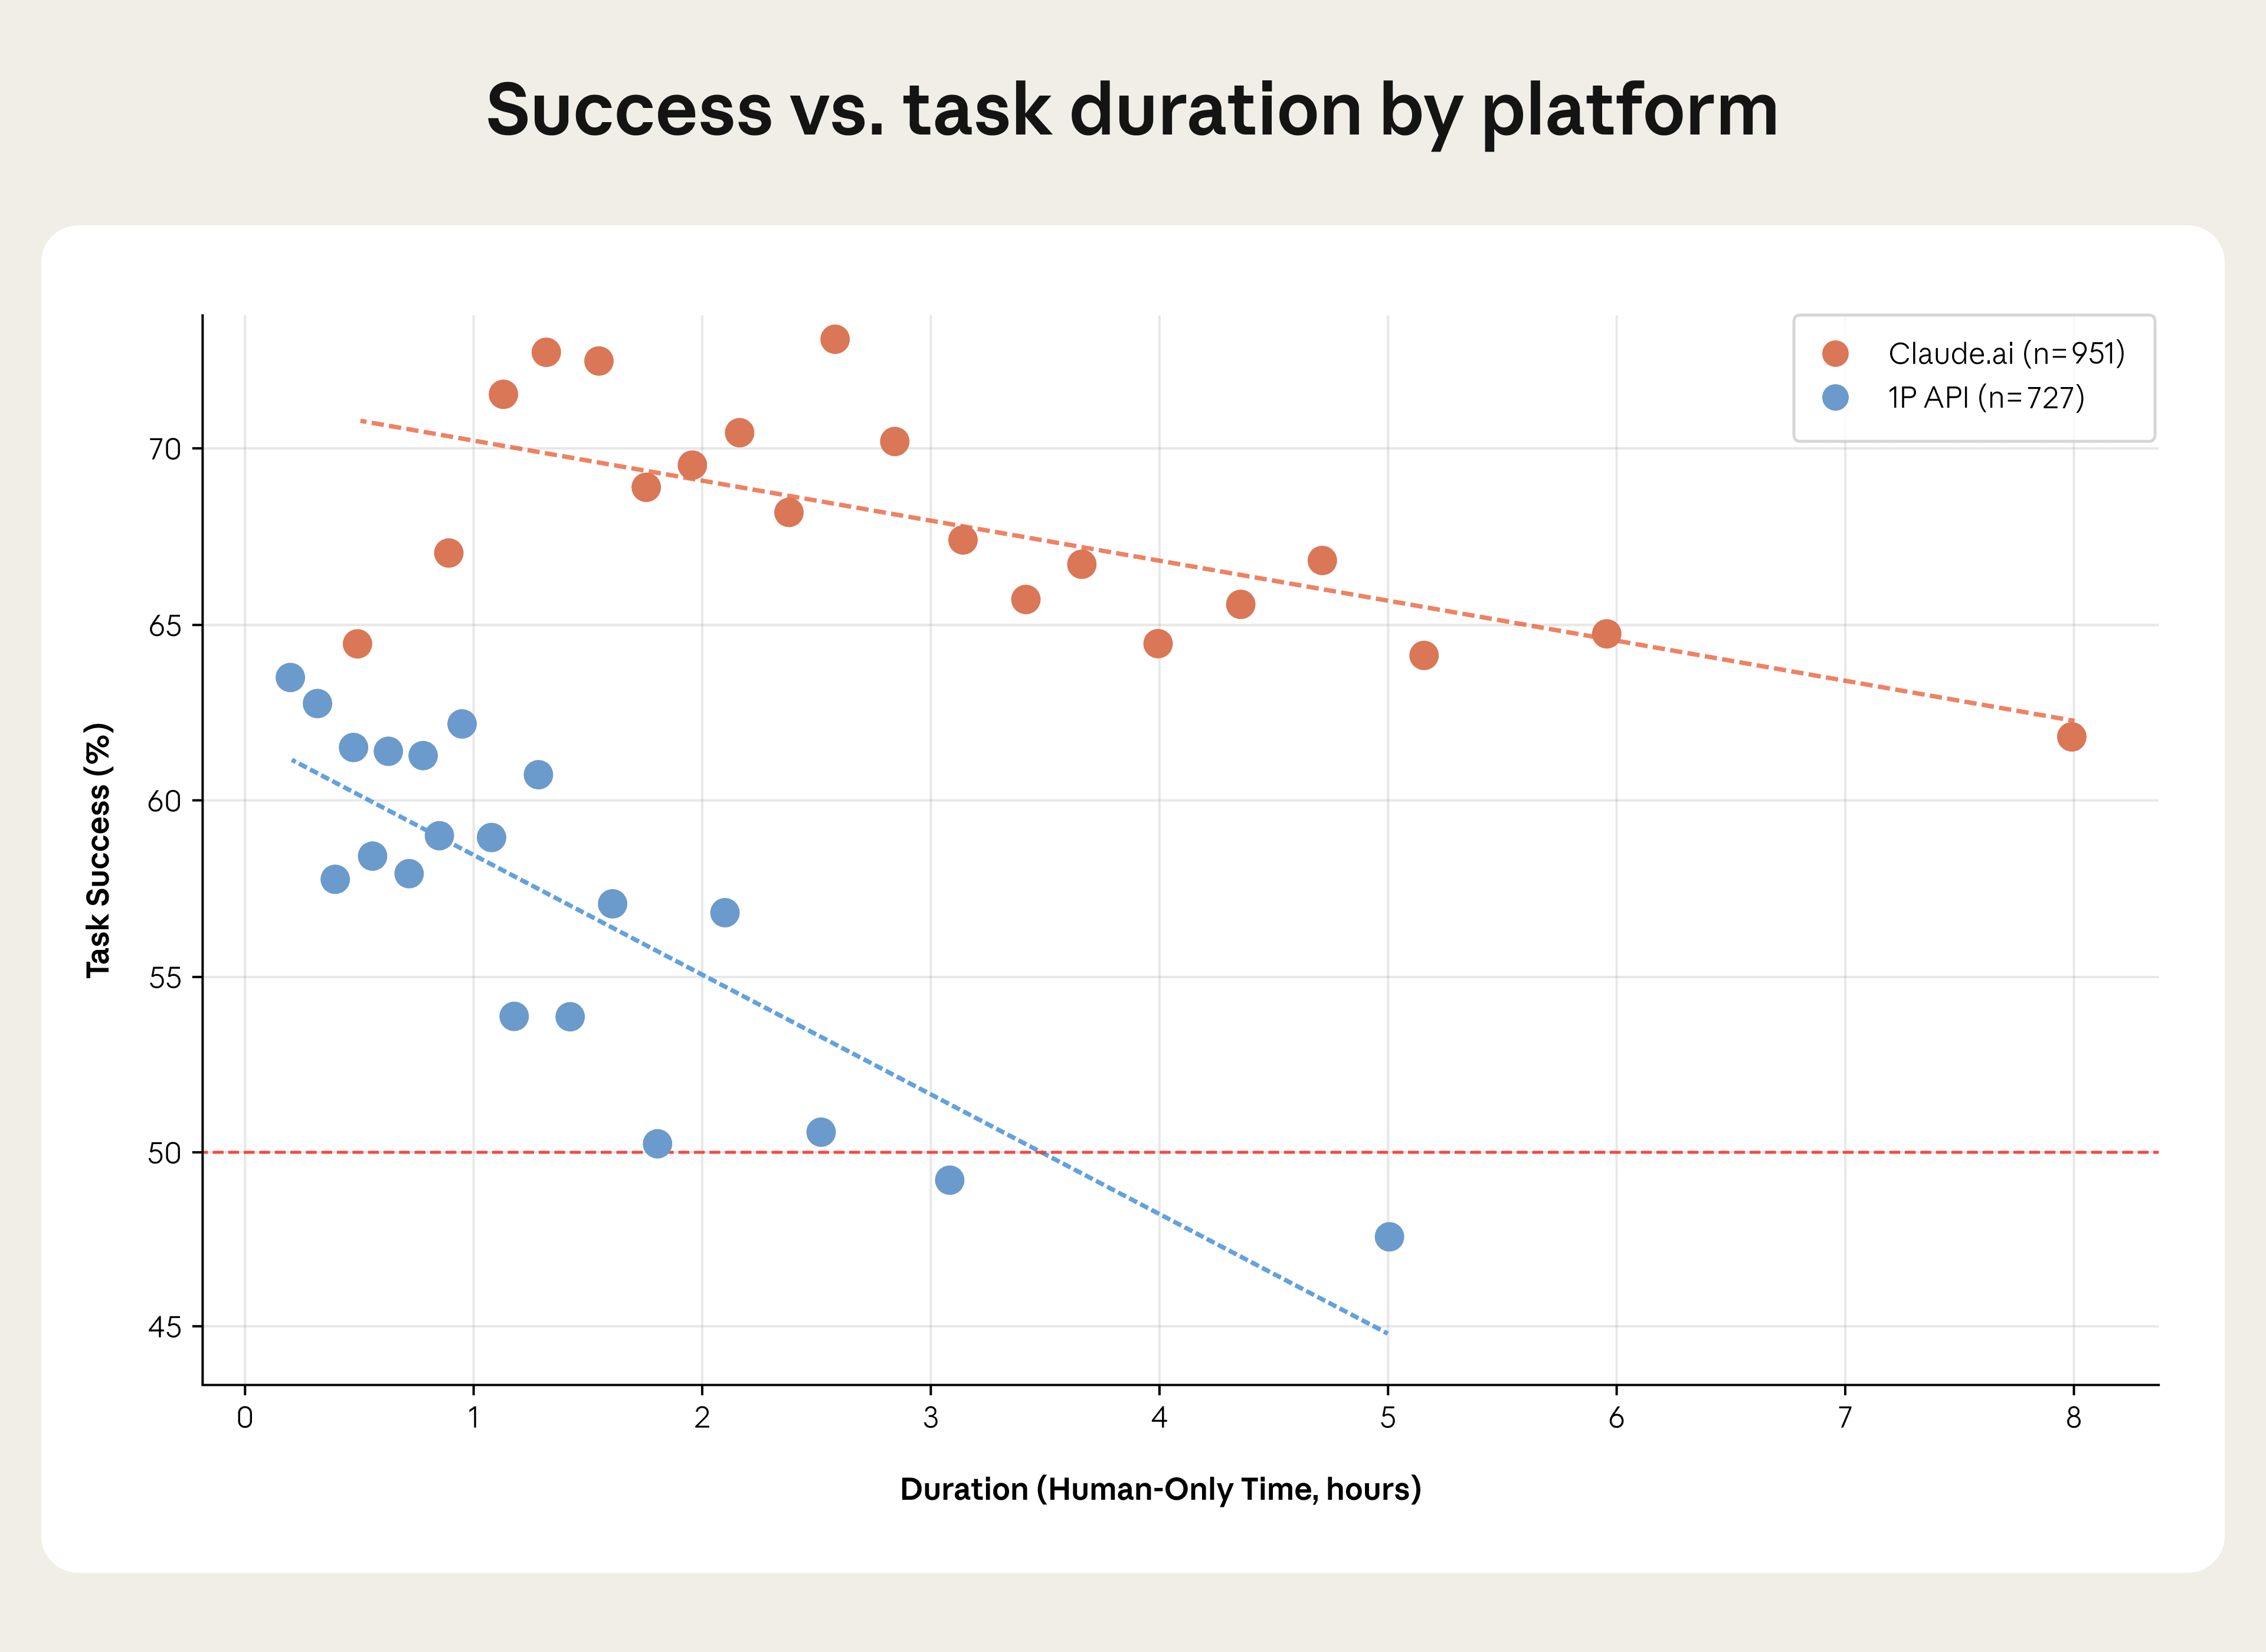 Success vs. task duration by platform
Claude.ai (n=951)
1P API (n=727)
70
65
60
55
50
45
Task Success (%)
0 1 2 3 4 5 6 7 8
Duration (Human-Only Time, hours)